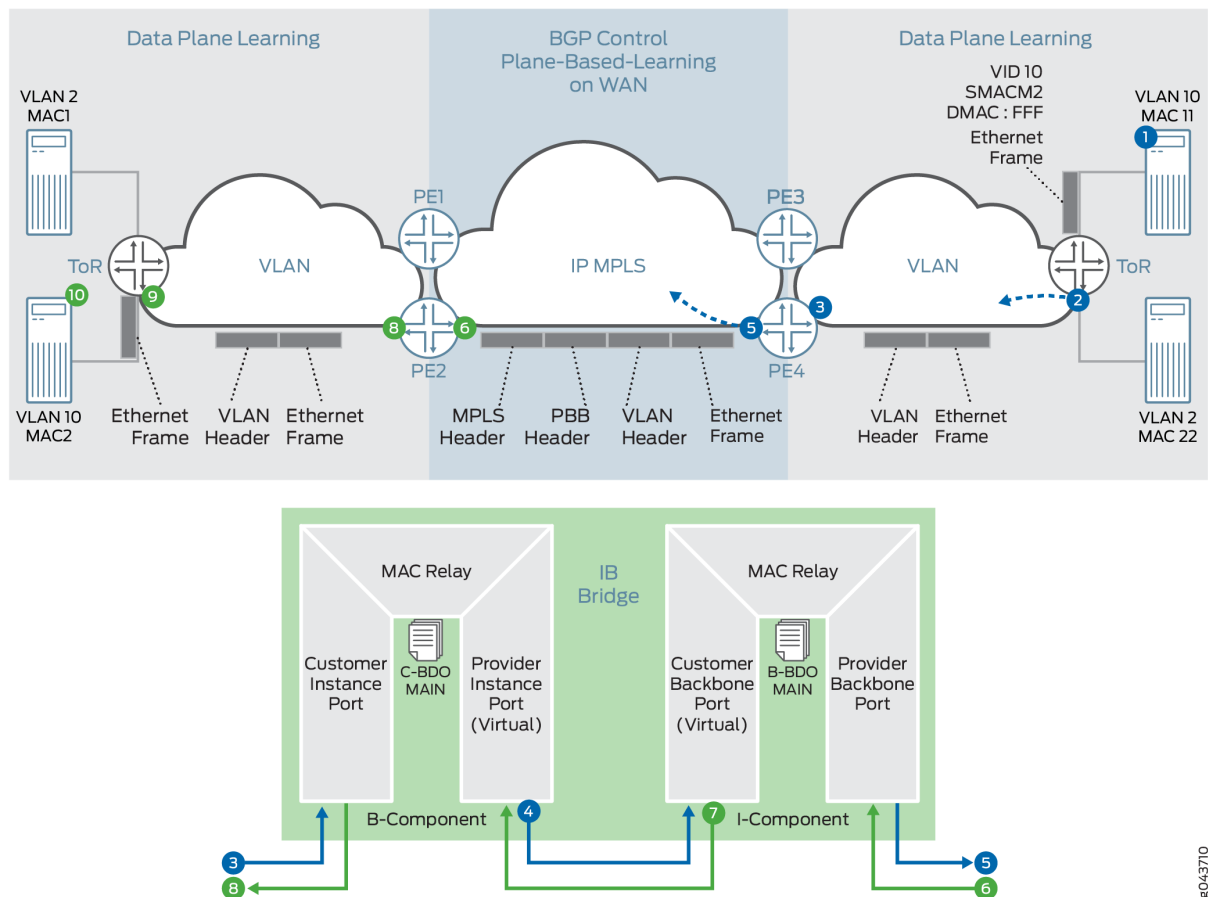 Data Plane Learning
BGP Control
Plane-Based-Learning
on WAN
Data Plane Learning
VLAN 2
MAC1
VID 10
SMACM2
DMAC : FFF
Ethernet
Frame
VLAN 10
MAC 11
1
PE1
PE3
ToR
VLAN
IP MPLS
VLAN
ToR
10
9
8
6
5
3
2
PE2
PE4
VLAN 10
MAC2
Ethernet
Frame
VLAN
Header
Ethernet
Frame
MPLS
Header
PBB
Header
VLAN
Header
Ethernet
Frame
VLAN
Header
Ethernet
Frame
VLAN 2
MAC 22
MAC Relay
IB
Bridge
MAC Relay
Customer
Instance
Port
C-BDO
MAIN
Provider
Instance
Port
(Virtual)
Customer
Backbone
Port
(Virtual)
B-BDO
MAIN
Provider
Backbone
Port
B-Component
4
7
I-Component
3
5
8
6
g043710